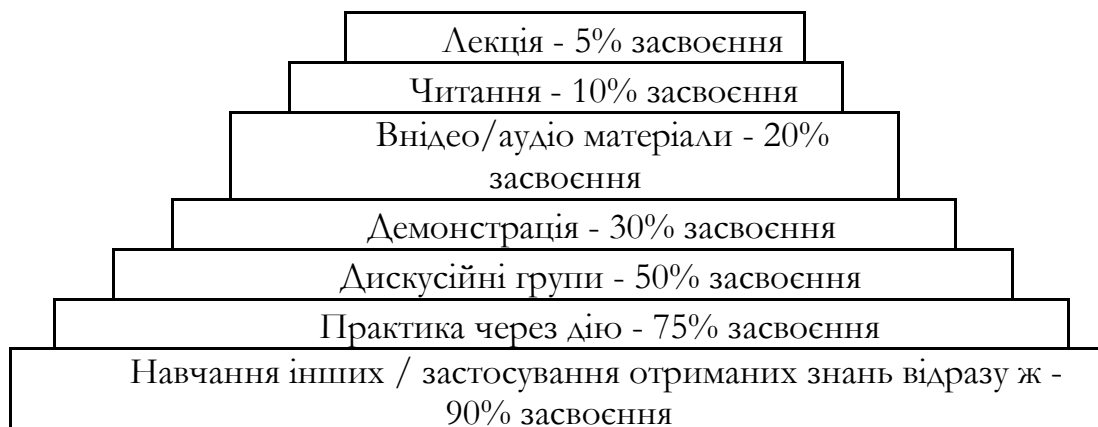 Лекція - 5% засвоєння
Читання - 10% засвоєння
Внідео/аудіо матеріали - 20%
засвоєння
Демонстрація - 30% засвоєння
Дискусійні групи - 50% засвоєння
Практика через дію - 75% засвоєння
Навчання інших / застосування отриманих знань відразу ж -
90% засвоєння